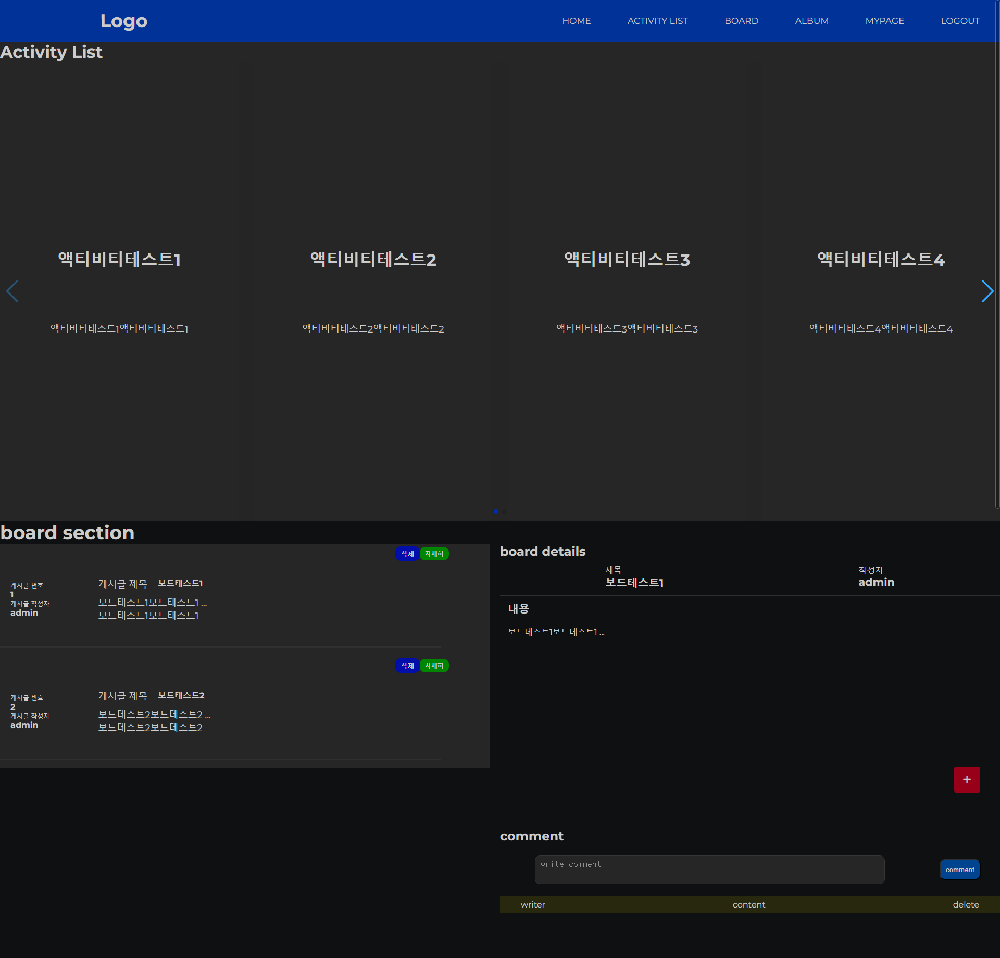 Logo
HOME ACTIVITY LIST BOARD ALBUM MYPAGE LOGOUT
Activity List
액티비티테스트1
액티비티테스트1액티비티테스트1
액티비티테스트2
액티비티테스트2액티비티테스트2
액티비티테스트3
액티비티테스트3액티비티테스트3
액티비티테스트4
액티비티테스트4액티비티테스트4
board section
삭제 자세히
게시글 번호
1
게시글 작성자
admin
게시글 제목 보드테스트1
보드테스트1보드테스트1 ...
보드테스트1보드테스트1
삭제 자세히
게시글 번호
2
게시글 작성자
admin
게시글 제목 보드테스트2
보드테스트2보드테스트2 ...
보드테스트2보드테스트2
board details
제목
보드테스트1
작성자
admin
내용
보드테스트1보드테스트1 ...
+
comment
write comment
comment
writer content delete